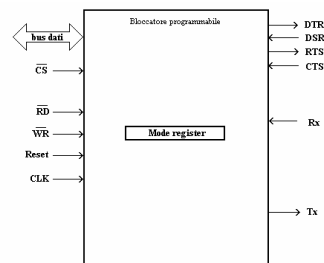 Bloccatore programmabile
bus dati
CS
RD
WR
Reset
CLK
Mode register
DTR
DSR
RTS
CTS
Rx
Tx